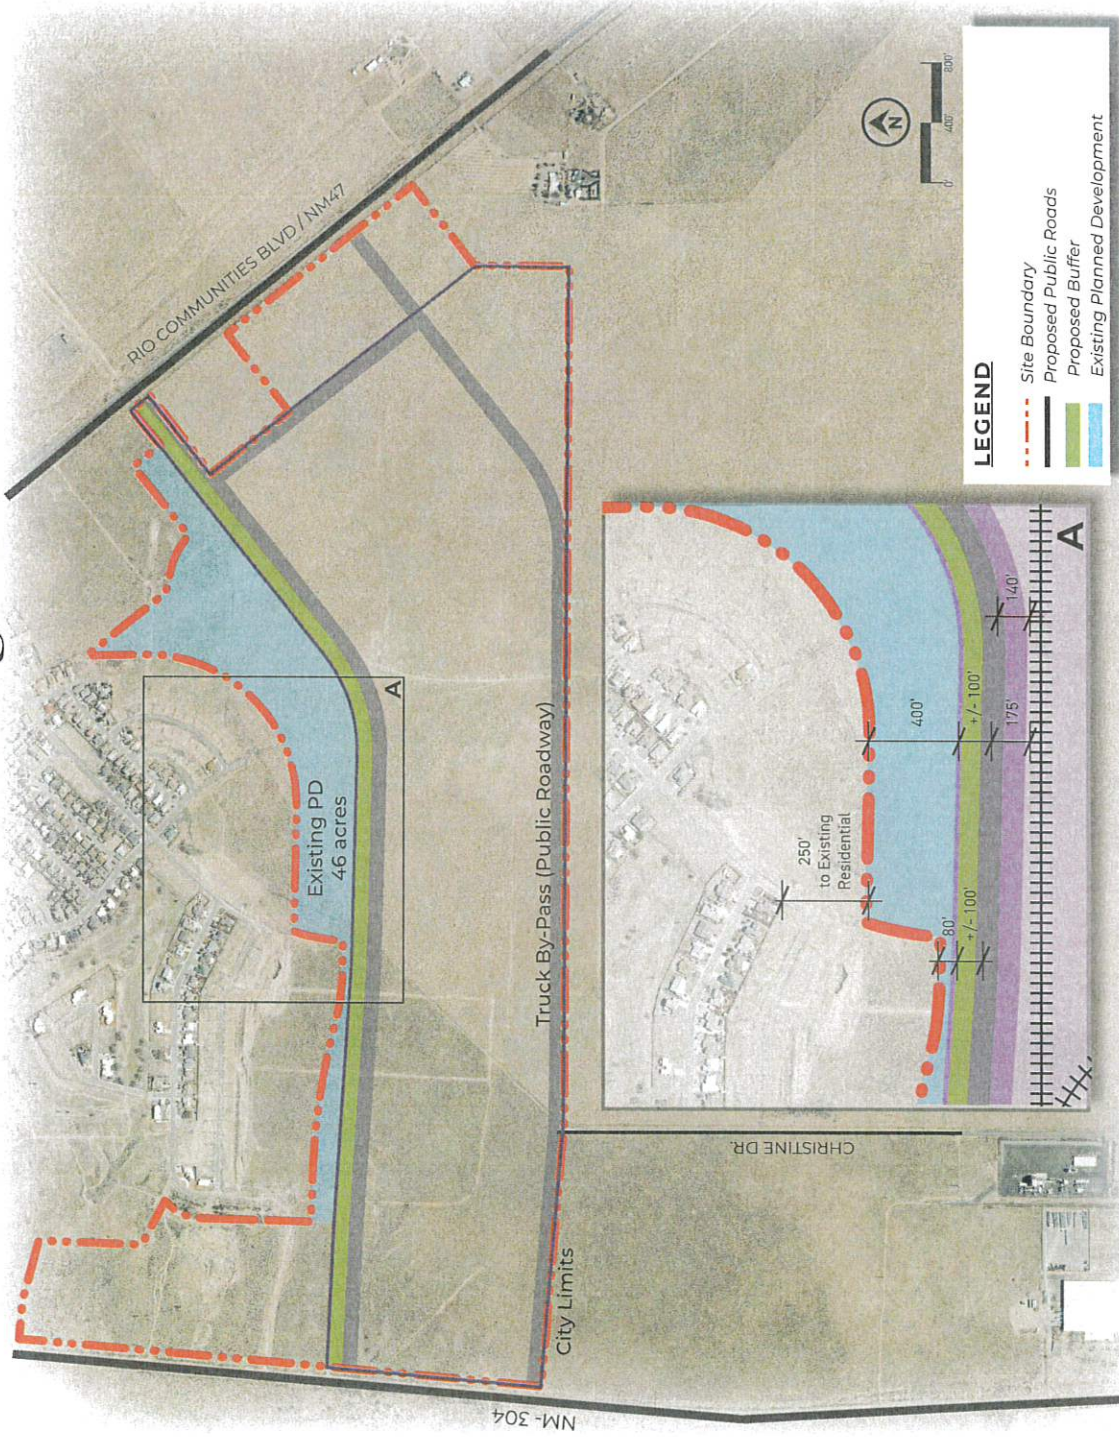 RIO COMMUNITIES BLVD / NM47
Existing PD
46 acres
A
Truck By-Pass (Public Roadway)
City Limits
NM-304
CHRISTINE DR.
250'
to Existing
Residential
400'
80'
+/- 100'
+/- 100'
175'
140'
A
N
0'
400'
800'
LEGEND
Site Boundary
Proposed Public Roads
Proposed Buffer
Existing Planned Development